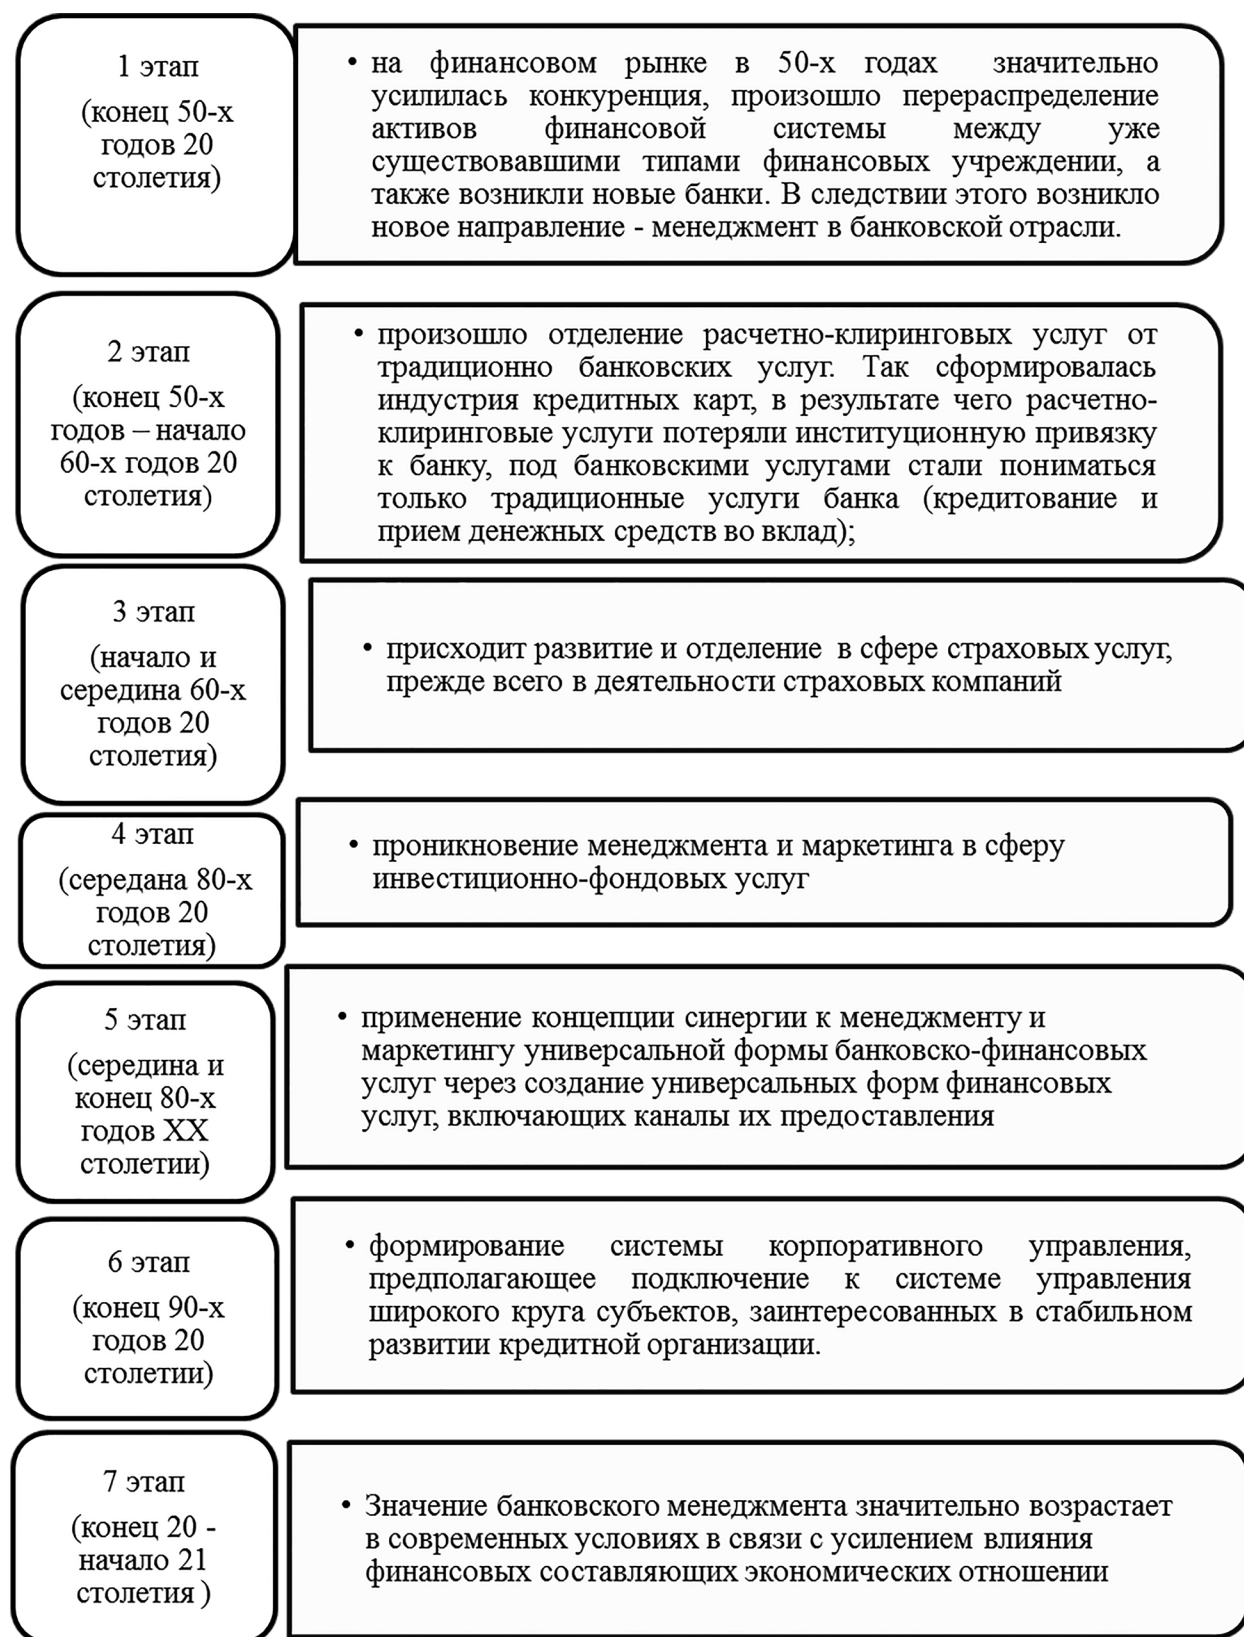 1 этап
(конец 50-х
годов 20
столетия)
• на финансовом рынке в 50-х годах значительно
усилилась конкуренция, произошло перераспределение
активов финансовой системы между уже
существовавшими типами финансовых учреждении, а
также возникли новые банки. В следствии этого возникло
новое направление - менеджмент в банковской отрасли.
2 этап
(конец 50-х
годов – начало
60-х годов 20
столетия)
• произошло отделение расчетно-клиринговых услуг от
традиционно банковских услуг. Так сформировалась
индустрия кредитных карт, в результате чего расчетно-
клиринговые услуги потеряли институционную привязку
к банку, под банковскими услугами стали пониматься
только традиционные услуги банка (кредитование и
прием денежных средств во вклад);
3 этап
(начало и
середина 60-х
годов 20
столетия)
• присходит развитие и отделение в сфере страховых услуг,
прежде всего в деятельности страховых компаний
4 этап
(середана 80-х
годов 20
столетия)
• проникновение менеджмента и маркетинга в сферу
инвестиционно-фондовых услуг
5 этап
(середина и
конец 80-х
годов XX
столетии)
• применение концепции синергии к менеджменту и
маркетингу универсальной формы банковско-финансовых
услуг через создание универсальных форм финансовых
услуг, включающих каналы их предоставления
6 этап
(конец 90-х
годов 20
столетии)
• формирование системы корпоративного управления,
предполагающее подключение к системе управления
широкого круга субъектов, заинтересованных в стабильном
развитии кредитной организации.
7 этап
(конец 20 -
начало 21
столетия )
• Значение банковского менеджмента значительно возрастает
в современных условиях в связи с усилением влияния
финансовых составляющих экономических отношении